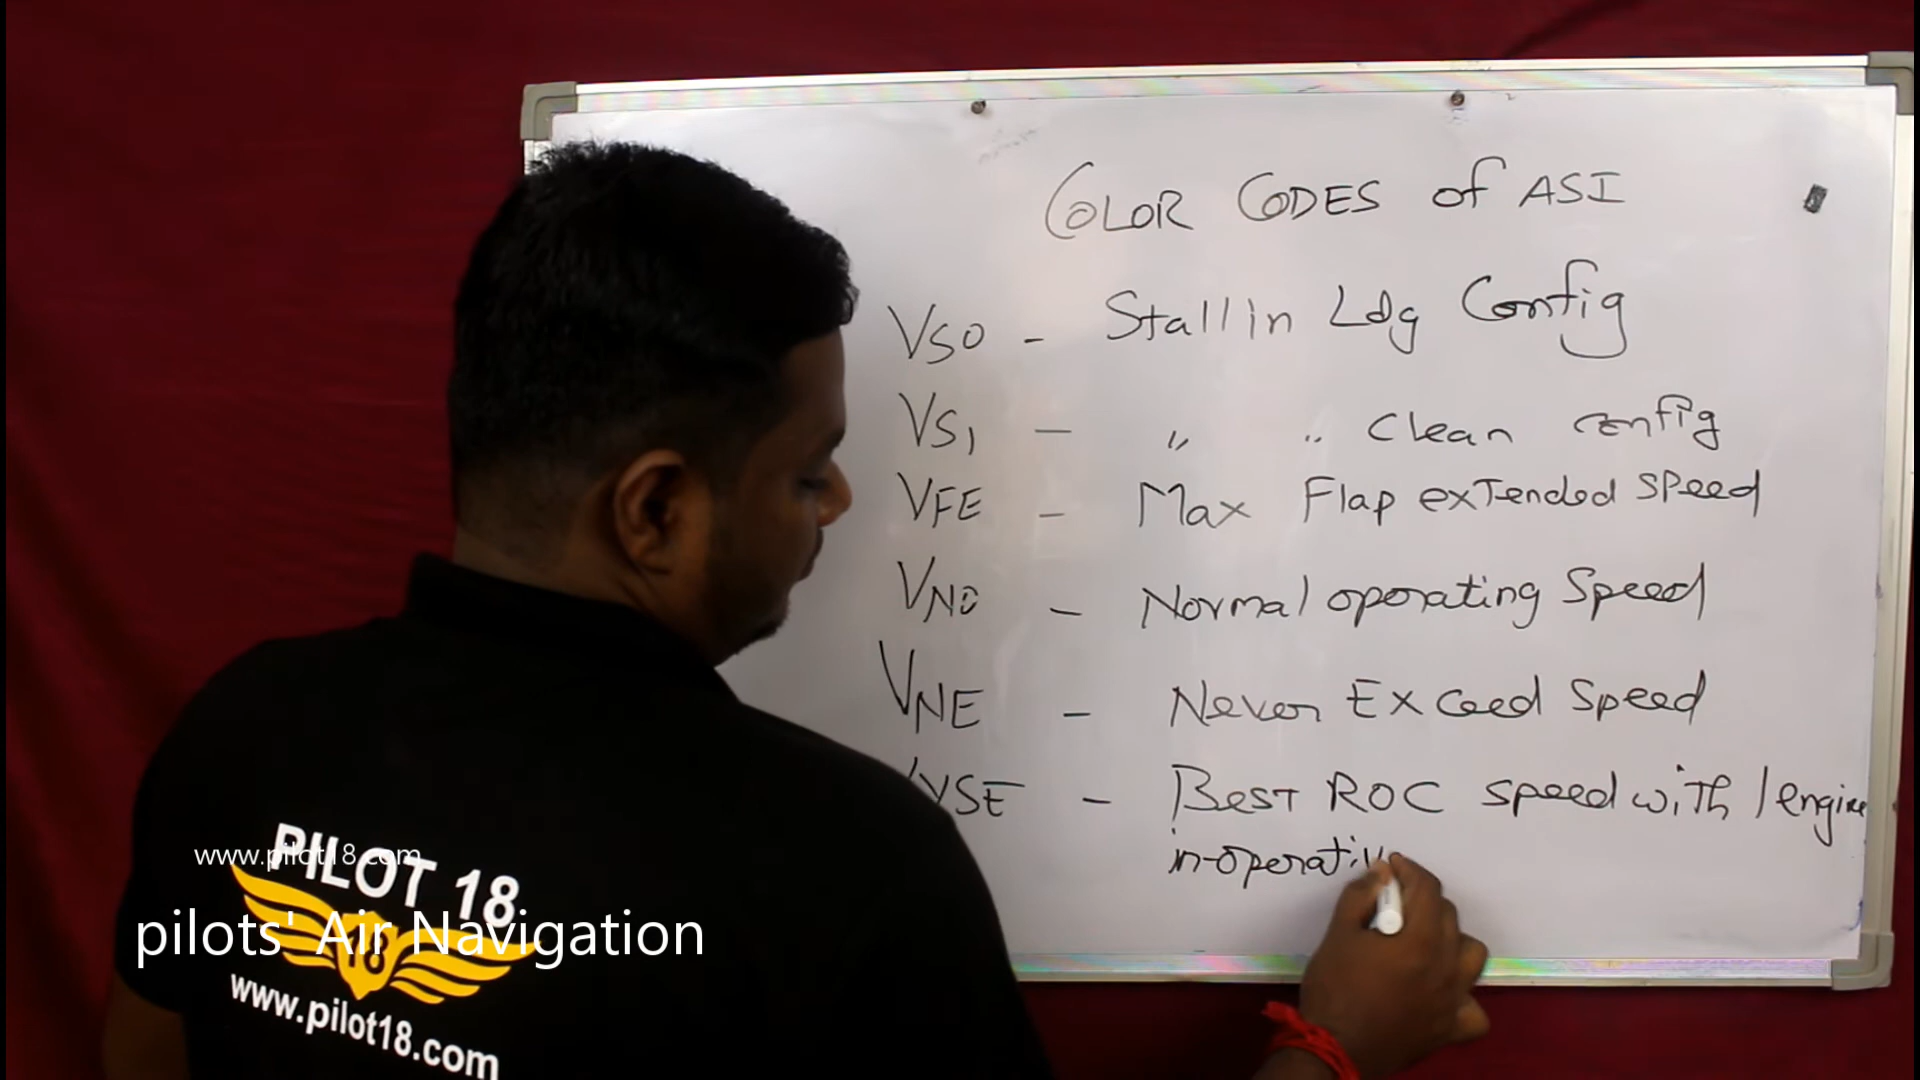 COLOR CODES of ASI
VSO - Stall in Ldg Config
VS1 - " " clean config
VFE - Max Flap extended speed
VNO - Normal operating Speed
VNE - Never Exceed Speed
VYSE - Best ROC speed with 1 engine
in-operativ
PILOT 18
18
www.pilot18.com
www.pilot18.com
pilots' Air Navigation